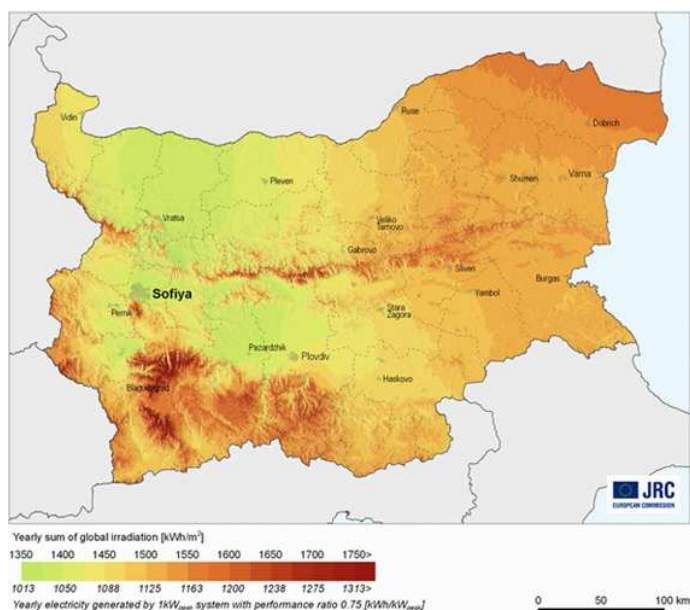 Vidin
Ruse
Dobrich
Pleven
Shumen
Varna
Vratsa
Veliko
Tarnovo
Gabrovo
Sofiya
Sliven
Burgas
Yambol
Pernik
Stara
Zagora
Pazardzhik
Plovdiv
Blagoevgrad
Haskovo
JRC
EUROPEAN COMMISSION
Yearly sum of global irradiation [kWh/m²]
1350 1400 1450 1500 1550 1600 1650 1700 1750>
1013 1050 1088 1125 1163 1200 1238 1275 1313>
Yearly electricity generated by 1kWpeak system with performance ratio 0.75 [kWh/kWpeak]
0 50 100 km